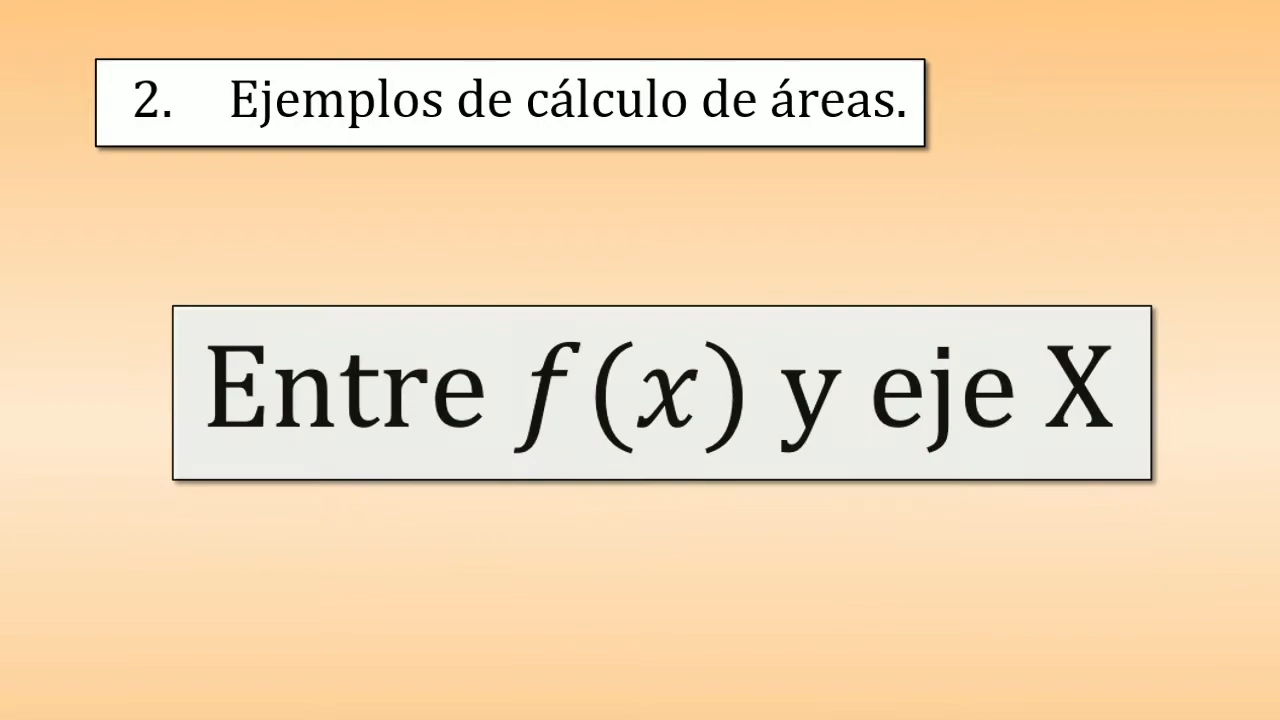 2. Ejemplos de cálculo de áreas.
Entre f(x) y eje X